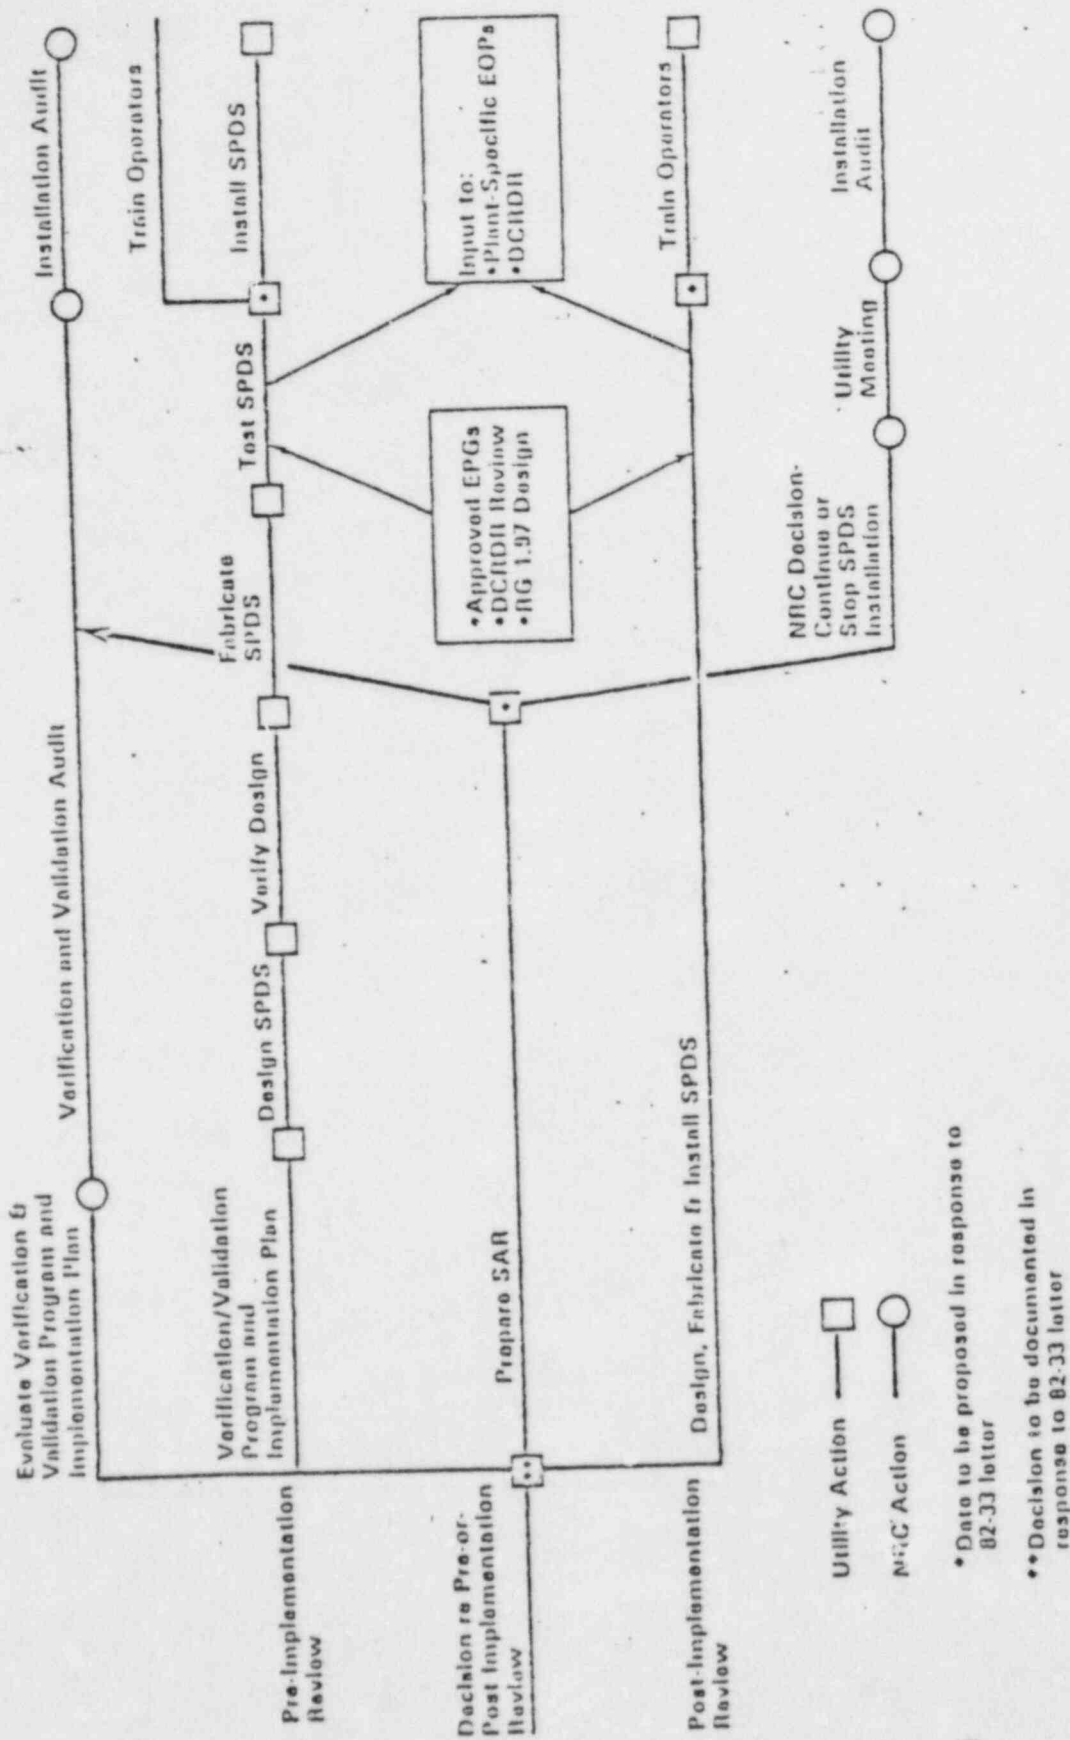 Evaluate Verification &
Validation Program and
Implementation Plan
Verification and Validation Audit
Installation Audit
Train Operators
Pre-Implementation
Review
Verification/Validation
Program and
Implementation Plan
Design SPDS
Verify Design
Fabricate
SPDS
Test SPDS
*
Install SPDS
Input to:
•Plant-Specific EOPs
•DCRDR
•Approved EPGs
•DCRDR Review
•RG 1.97 Design
Decision re Pre-or-
Post Implementation
Review
**
Prepare SAR
*
Post-Implementation
Review
Design, Fabricate & Install SPDS
*
Train Operators
NRC Decision-
Continue or
Stop SPDS
Installation
Utility
Meeting
Installation
Audit
Utility Action
NRC Action
*Date to be proposed in response to
82-33 letter
**Decision to be documented in
response to 82-33 letter